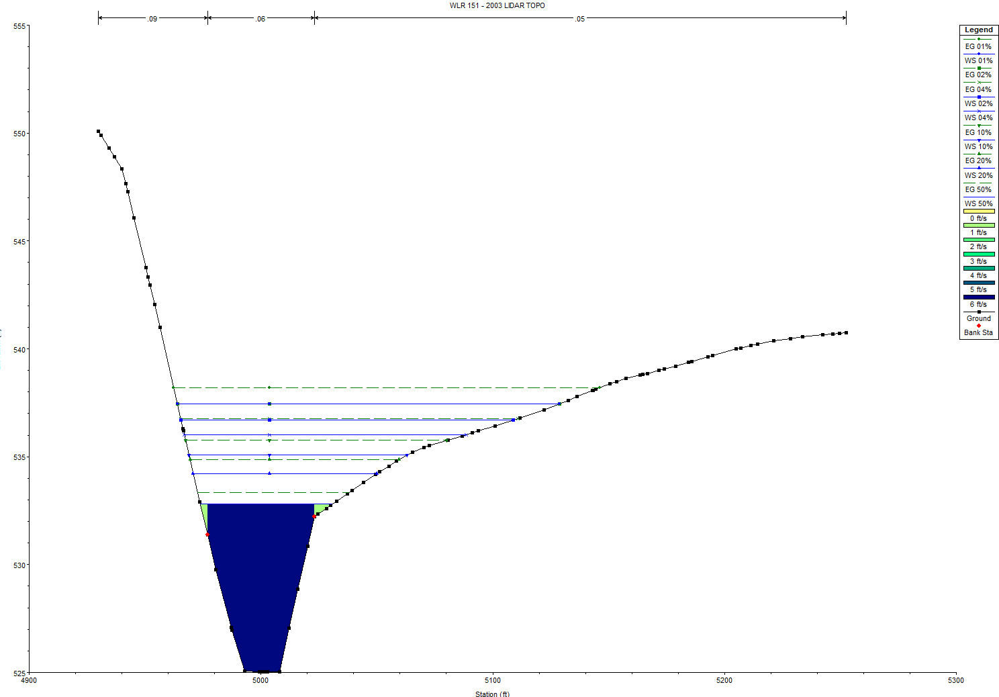 WLR 151 - 2003 LIDAR TOPO
.09
.06
.05
555
550
545
540
535
530
525
4900
5000
5100
5200
5300
Station (ft)
Legend
EG 01%
WS 01%
EG 02%
EG 04%
WS 02%
WS 04%
EG 10%
WS 10%
EG 20%
WS 20%
EG 50%
WS 50%
0 ft/s
1 ft/s
2 ft/s
3 ft/s
4 ft/s
5 ft/s
6 ft/s
Ground
Bank Sta